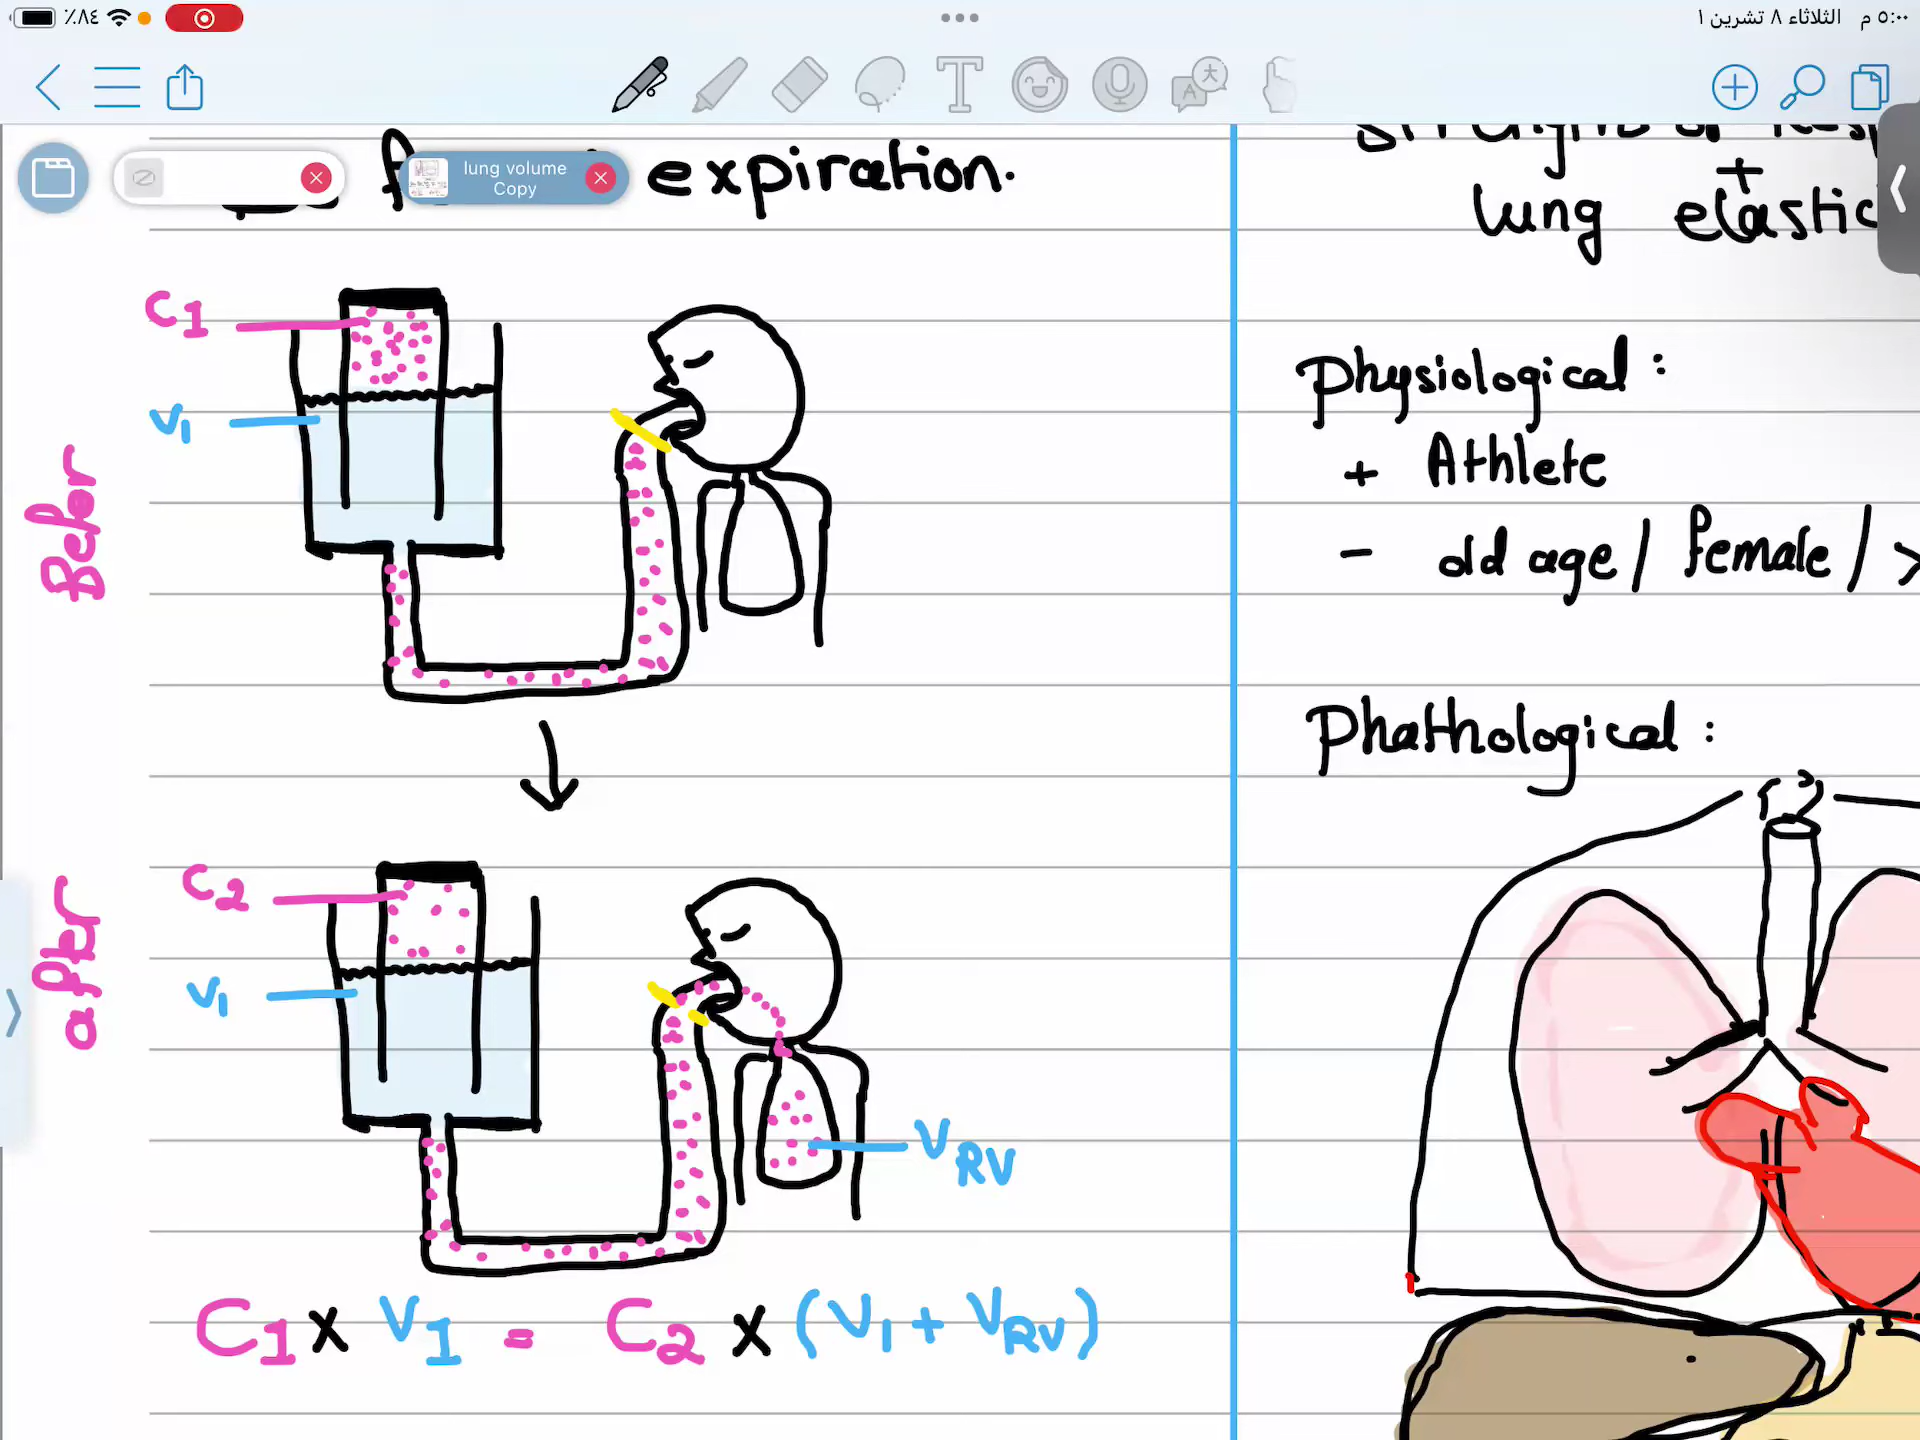 ٪٨٤
الثلاثاء ٨ تشرين ١ ٥:٠٠ م
lung volume
Copy
expiration.
C1
V1
Befor
C2
V1
after
VRV
C1 x V1 = C2 x (V1 + VRV)
+
lung elastic
physiological :
+ Athlete
- old age / female /
phathological :